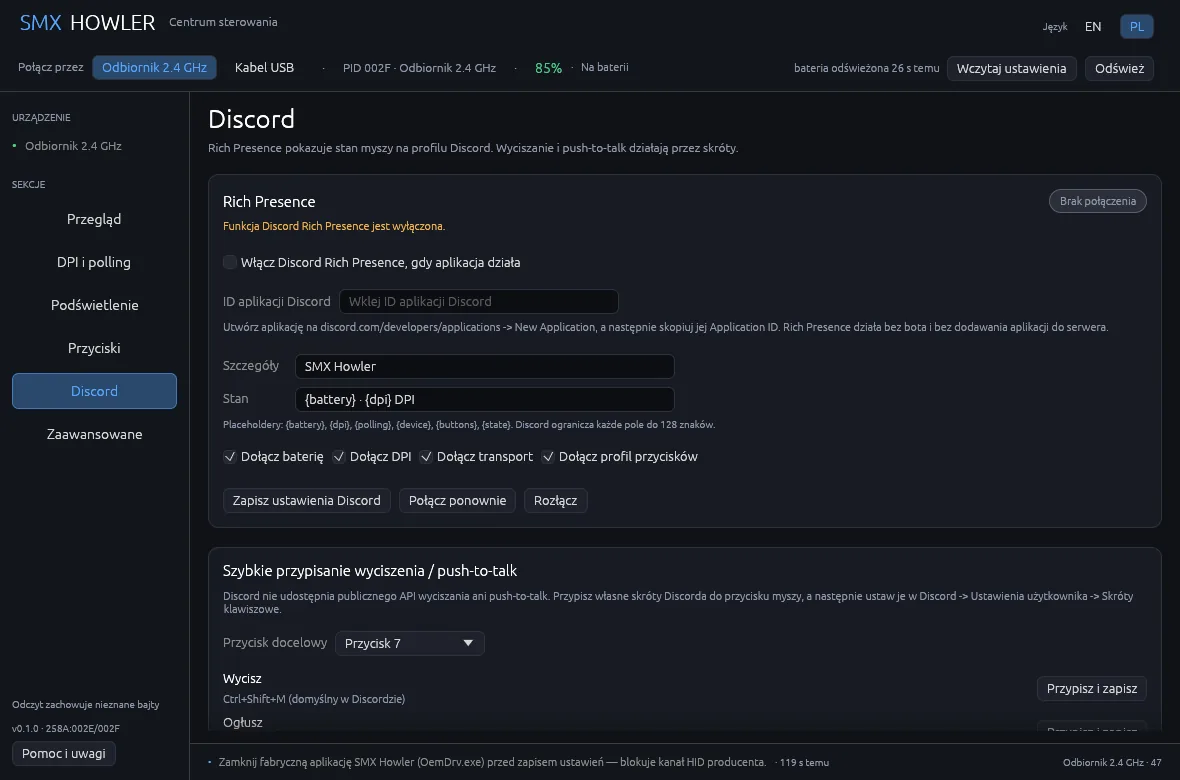 SMX HOWLER Centrum sterowania
Język EN PL
Połącz przez Odbiornik 2.4 GHz Kabel USB · PID 002F · Odbiornik 2.4 GHz · 85% · Na baterii
bateria odświeżona 26 s temu Wczytaj ustawienia Odśwież
URZĄDZENIE
• Odbiornik 2.4 GHz
SEKCJE
Przegląd
DPI i polling
Podświetlenie
Przyciski
Discord
Zaawansowane
Odczyt zachowuje nieznane bajty
v0.1.0 · 258A:002E/002F
Pomoc i uwagi
Discord
Rich Presence pokazuje stan myszy na profilu Discord. Wyciszanie i push-to-talk działają przez skróty.
Rich Presence
Brak połączenia
Funkcja Discord Rich Presence jest wyłączona.
Włącz Discord Rich Presence, gdy aplikacja działa
ID aplikacji Discord Wklej ID aplikacji Discord
Utwórz aplikację na discord.com/developers/applications -> New Application, a następnie skopiuj jej Application ID. Rich Presence działa bez bota i bez dodawania aplikacji do serwera.
Szczegóły SMX Howler
Stan {battery} · {dpi} DPI
Placeholdery: {battery}, {dpi}, {polling}, {device}, {buttons}, {state}. Discord ogranicza każde pole do 128 znaków.
Dołącz baterię Dołącz DPI Dołącz transport Dołącz profil przycisków
Zapisz ustawienia Discord Połącz ponownie Rozłącz
Szybkie przypisanie wyciszenia / push-to-talk
Discord nie udostępnia publicznego API wyciszania ani push-to-talk. Przypisz własne skróty Discorda do przycisku myszy, a następnie ustaw je w Discord -> Ustawienia użytkownika -> Skróty
klawiszowe.
Przycisk docelowy Przycisk 7
Wycisz
Ctrl+Shift+M (domyślny w Discordzie)
Przypisz i zapisz
Ogłusz
Przypisz i zapisz
• Zamknij fabryczną aplikację SMX Howler (OemDrv.exe) przed zapisem ustawień — blokuje kanał HID producenta. · 119 s temu
Odbiornik 2.4 GHz · 47